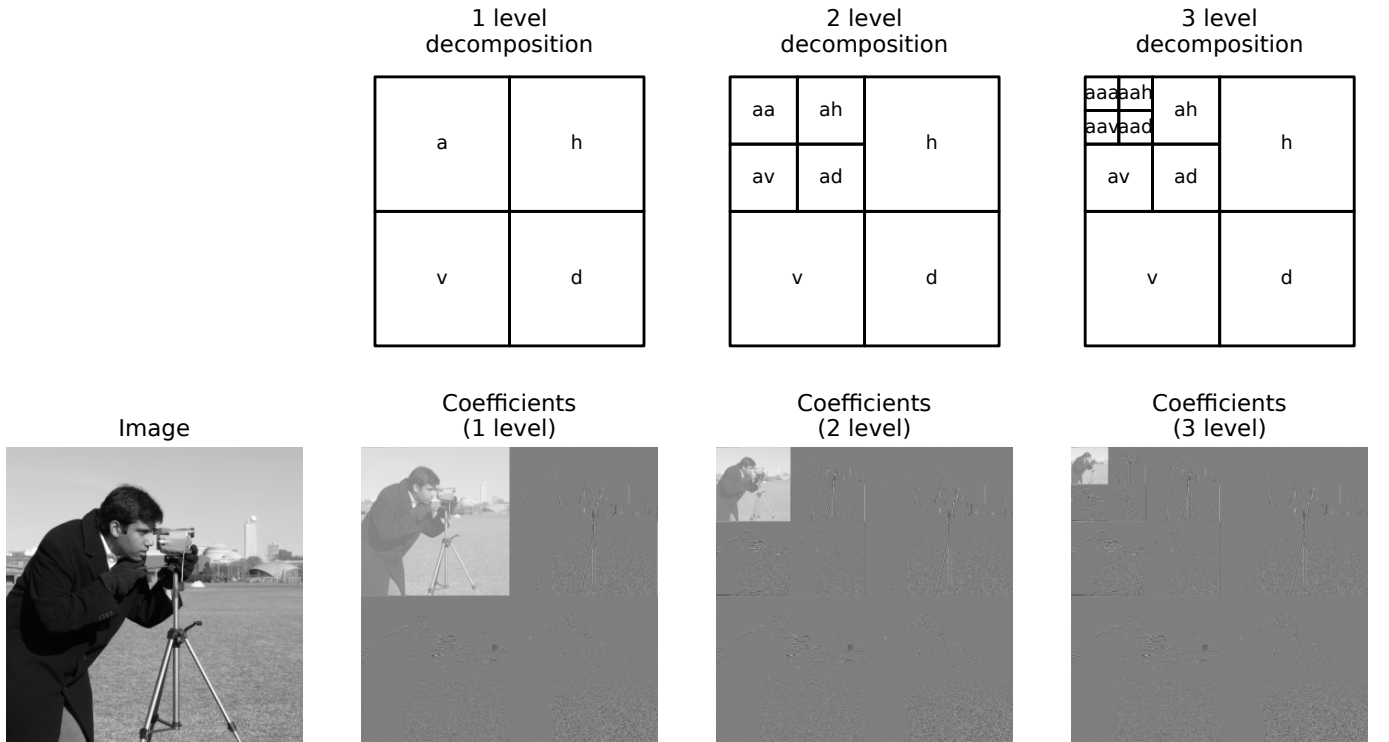 1 level
decomposition
2 level
decomposition
3 level
decomposition
a
h
v
d
aa
ah
h
av
ad
v
d
aaa
aah
ah
h
aav
aad
av
ad
v
d
Image
Coefficients
(1 level)
Coefficients
(2 level)
Coefficients
(3 level)